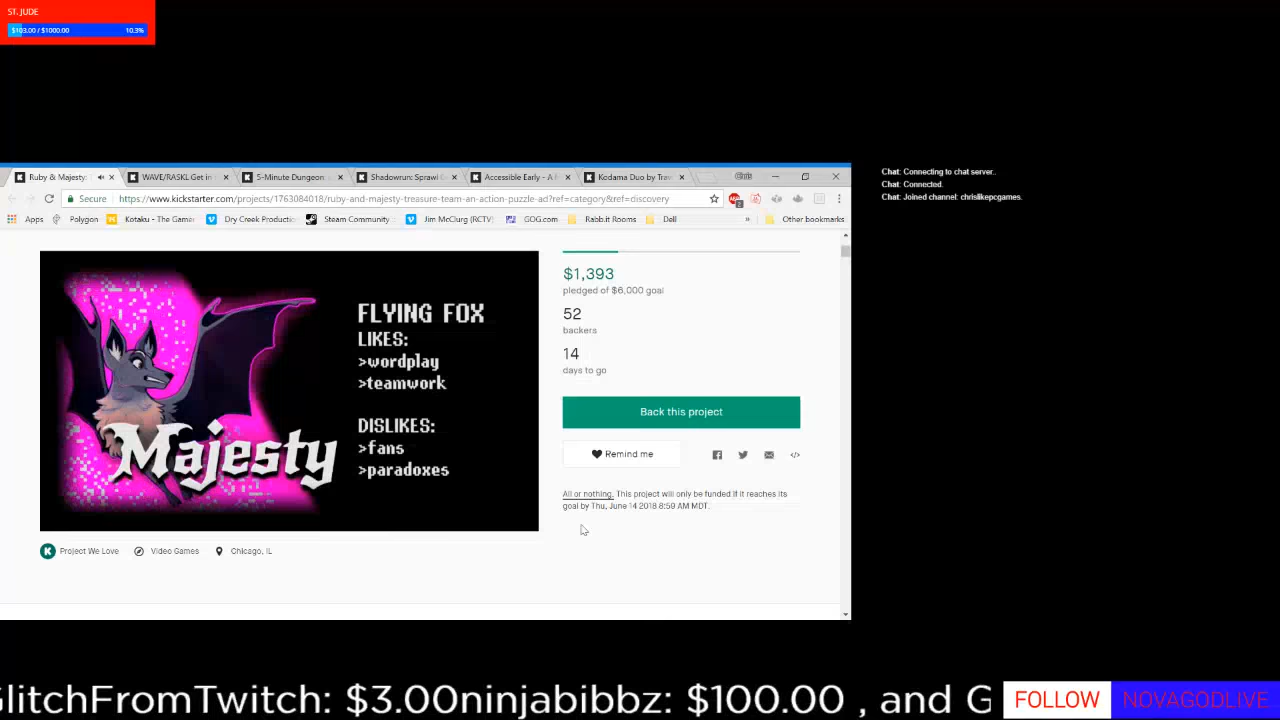 ST. JUDE
$103.00 / $1000.00 10.3%
Ruby & Majesty:
WAVE/RASKL Get in
5-Minute Dungeon
Shadowrun: Sprawl
Accessible Early - A
Kodama Duo by Trav
Secure https://www.kickstarter.com/projects/1763084018/ruby-and-majesty-treasure-team-an-action-puzzle-ad?ref=category&ref=discovery
Apps Polygon Kotaku - The Gamer Dry Creek Productio Steam Community : Jim McClurg (RCTV) GOG.com Rabb.it Rooms Dell » Other bookmarks
Chat: Connecting to chat server..
Chat: Connected.
Chat: Joined channel: chrislikepcgames.
Majesty
FLYING FOX
LIKES:
>wordplay
>teamwork
DISLIKES:
>fans
>paradoxes
$1,393
pledged of $6,000 goal
52
backers
14
days to go
Back this project
Remind me
All or nothing. This project will only be funded if it reaches its
goal by Thu, June 14 2018 8:59 AM MDT.
Project We Love Video Games Chicago, IL
GlitchFromTwitch: $3.00ninjabibbz: $100.00 , and G
FOLLOW NOVAGODLIVE